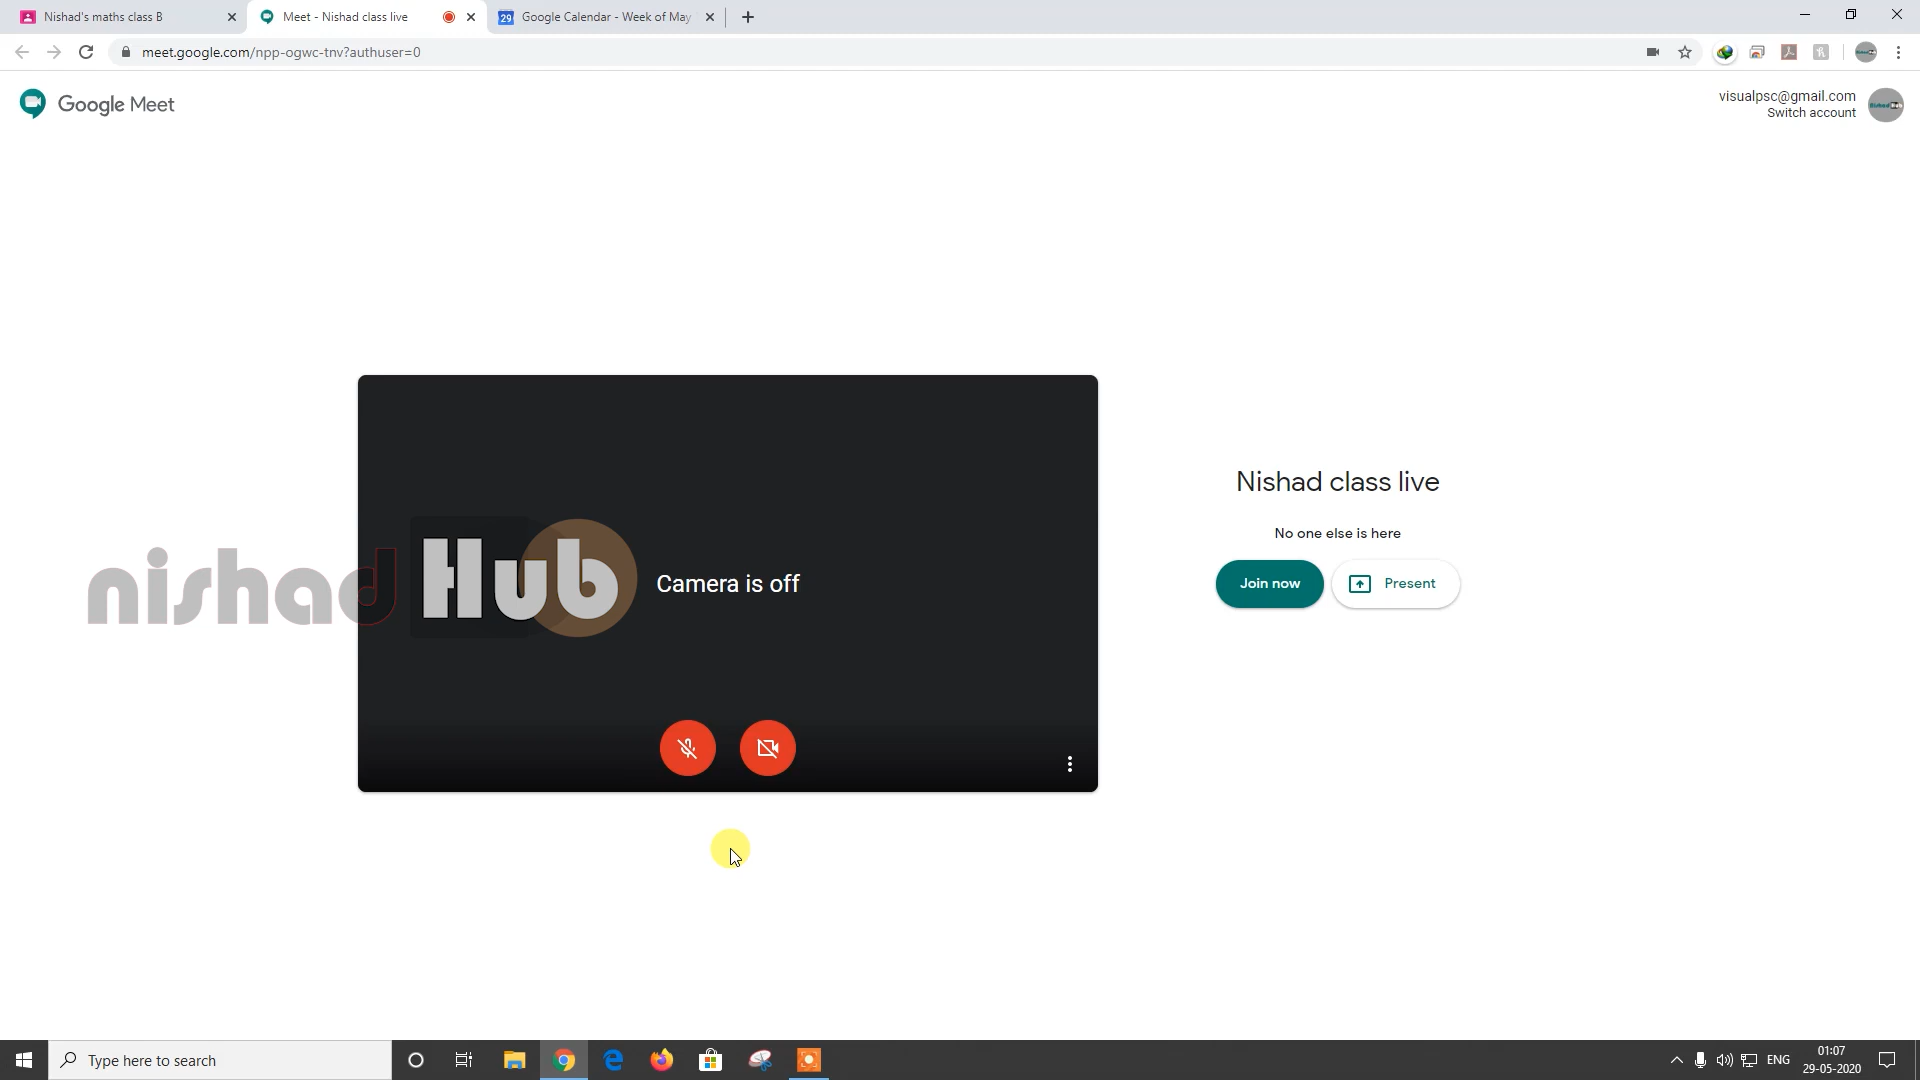 Nishad's maths class B
Meet - Nishad class live
Google Calendar - Week of May
meet.google.com/npp-ogwc-tnv?authuser=0
Google Meet
visualpsc@gmail.com
Switch account
Nishad class live
No one else is here
Join now
Present
nishad Hub
Camera is off
Type here to search
ENG
01:07
29-05-2020